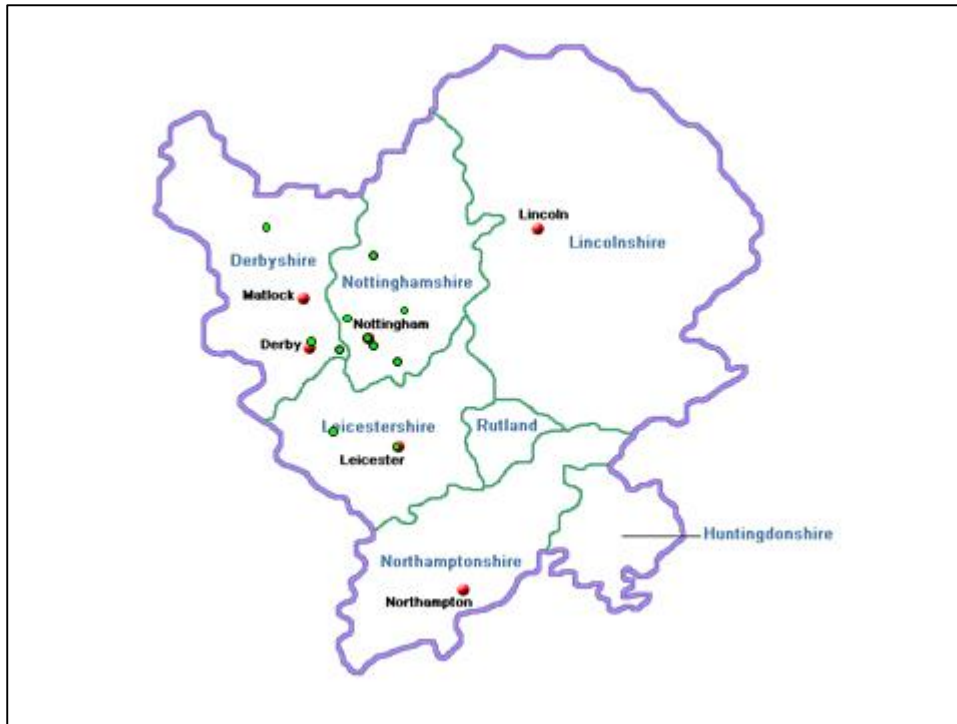 Lincoln
Lincolnshire
Derbyshire
Nottinghamshire
Matlock
Nottingham
Derby
Leicestershire
Rutland
Leicester
Huntingdonshire
Northamptonshire
Northampton